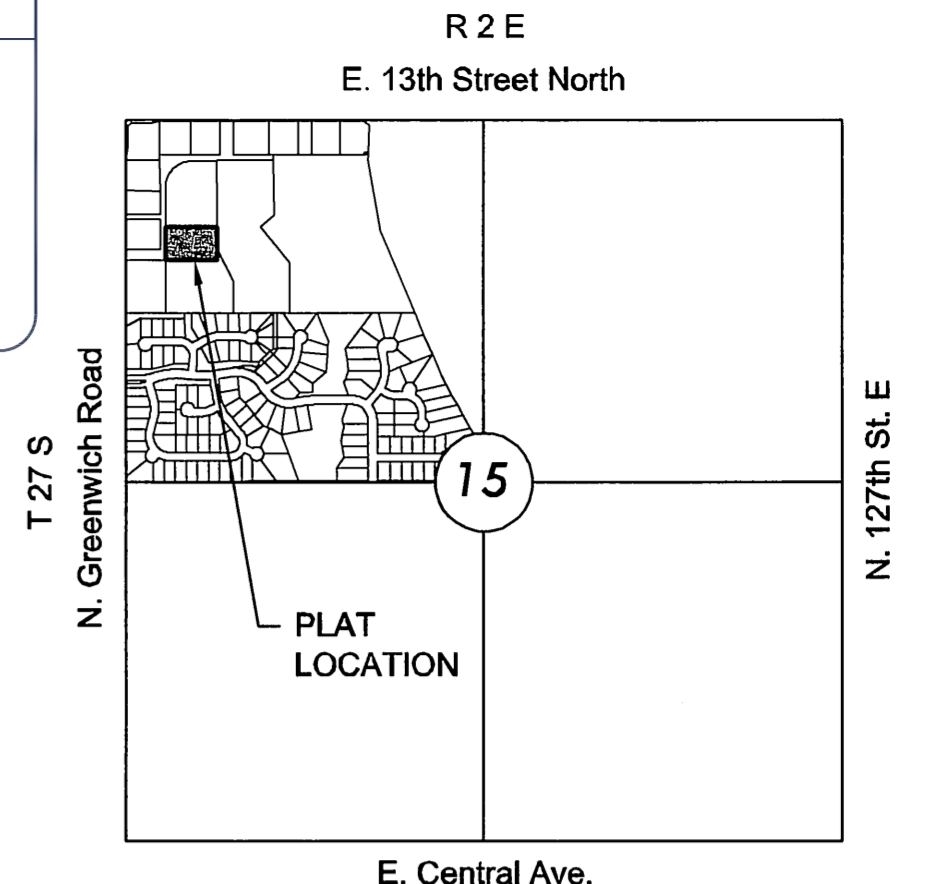 R 2 E
E. 13th Street North
T 27 S
N. Greenwich Road
15
N. 127th St. E
PLAT
LOCATION
E. Central Ave.